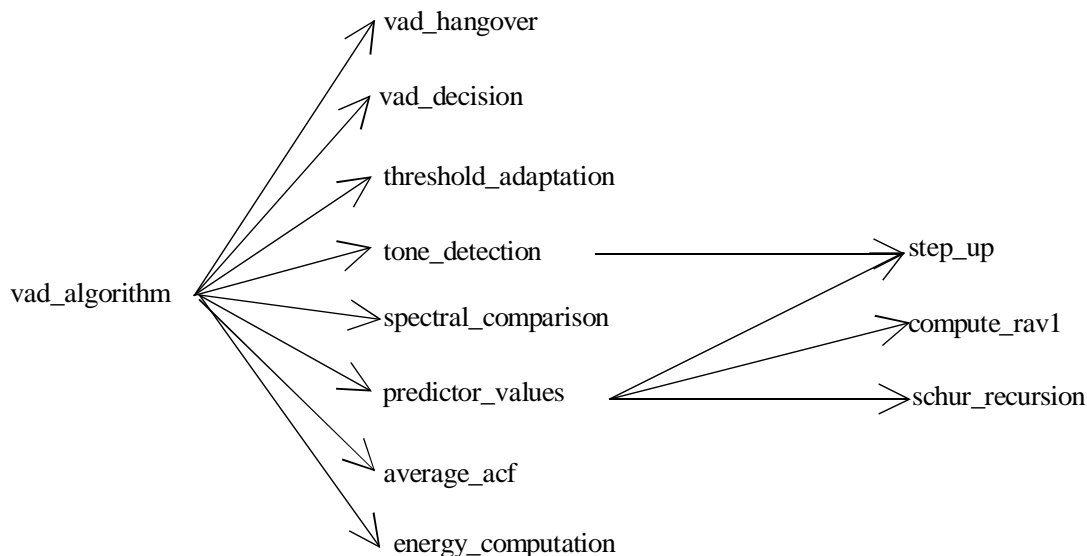 vad_hangover
vad_decision
threshold_adaptation
tone_detection
step_up
vad_algorithm
spectral_comparison
compute_rav1
predictor_values
schur_recursion
average_acf
energy_computation